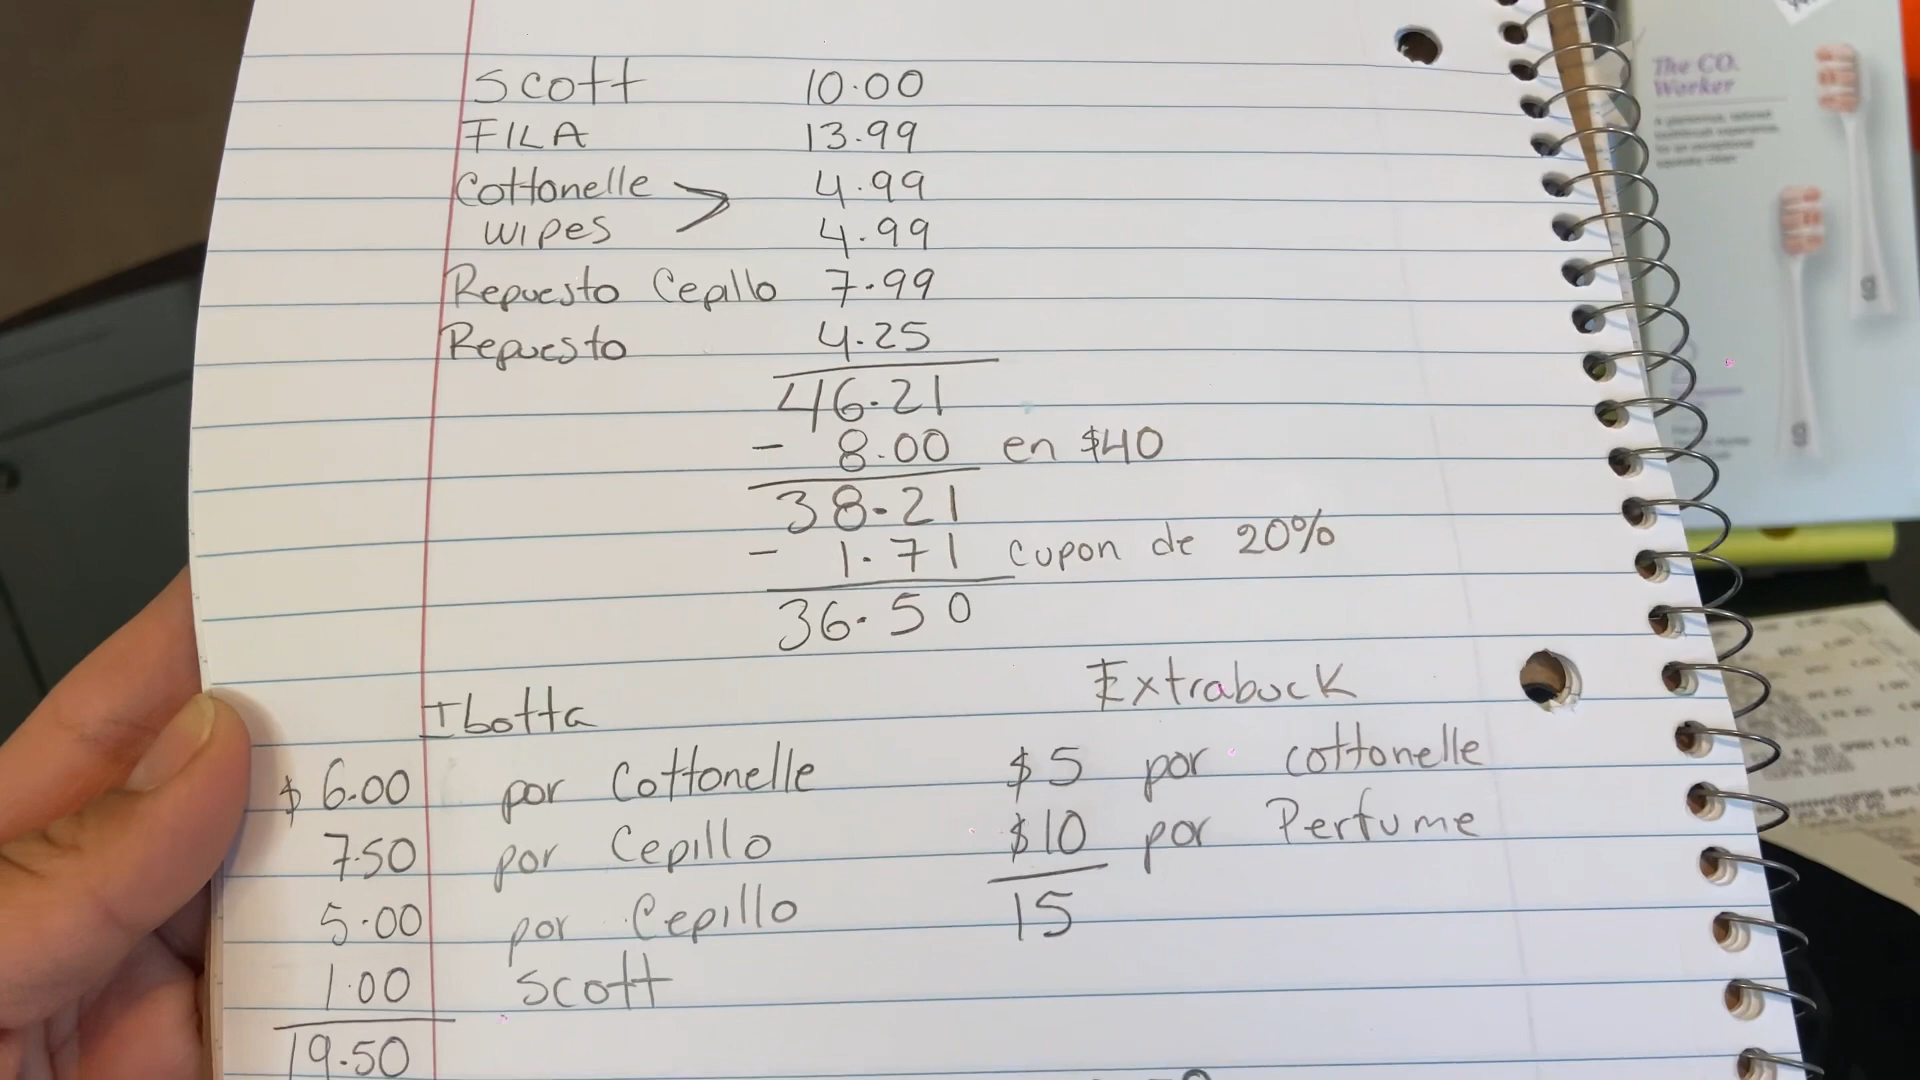 Scott 10.00
FILA 13.99
Cottonelle 4.99
wipes 4.99
Repuesto Cepillo 7.99
Repuesto 4.25
46.21
- 8.00 en $40
38.21
- 1.71 cupon de 20%
36.50
Ibotta
$ 6.00 por Cottonelle
7.50 por Cepillo
5.00 por Cepillo
1.00 Scott
19.50
Extrabuck
$5 por cottonelle
$10 por Perfume
15
The CO.
Worker
g
g